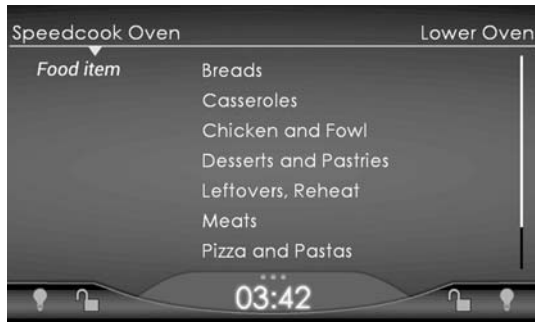 Speedcook Oven Lower Oven
Food item Breads
Casseroles
Chicken and Fowl
Desserts and Pastries
Leftovers, Reheat
Meats
Pizza and Pastas
03:42